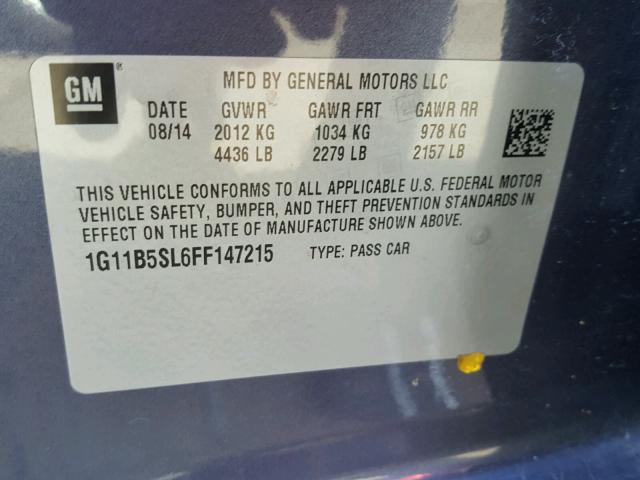 GM ®
MFD BY GENERAL MOTORS LLC
DATE GVWR GAWR FRT GAWR RR
08/14 2012 KG 1034 KG 978 KG
4436 LB 2279 LB 2157 LB
THIS VEHICLE CONFORMS TO ALL APPLICABLE U.S. FEDERAL MOTOR
VEHICLE SAFETY, BUMPER, AND THEFT PREVENTION STANDARDS IN
EFFECT ON THE DATE OF MANUFACTURE SHOWN ABOVE.
1G11B5SL6FF147215 TYPE: PASS CAR